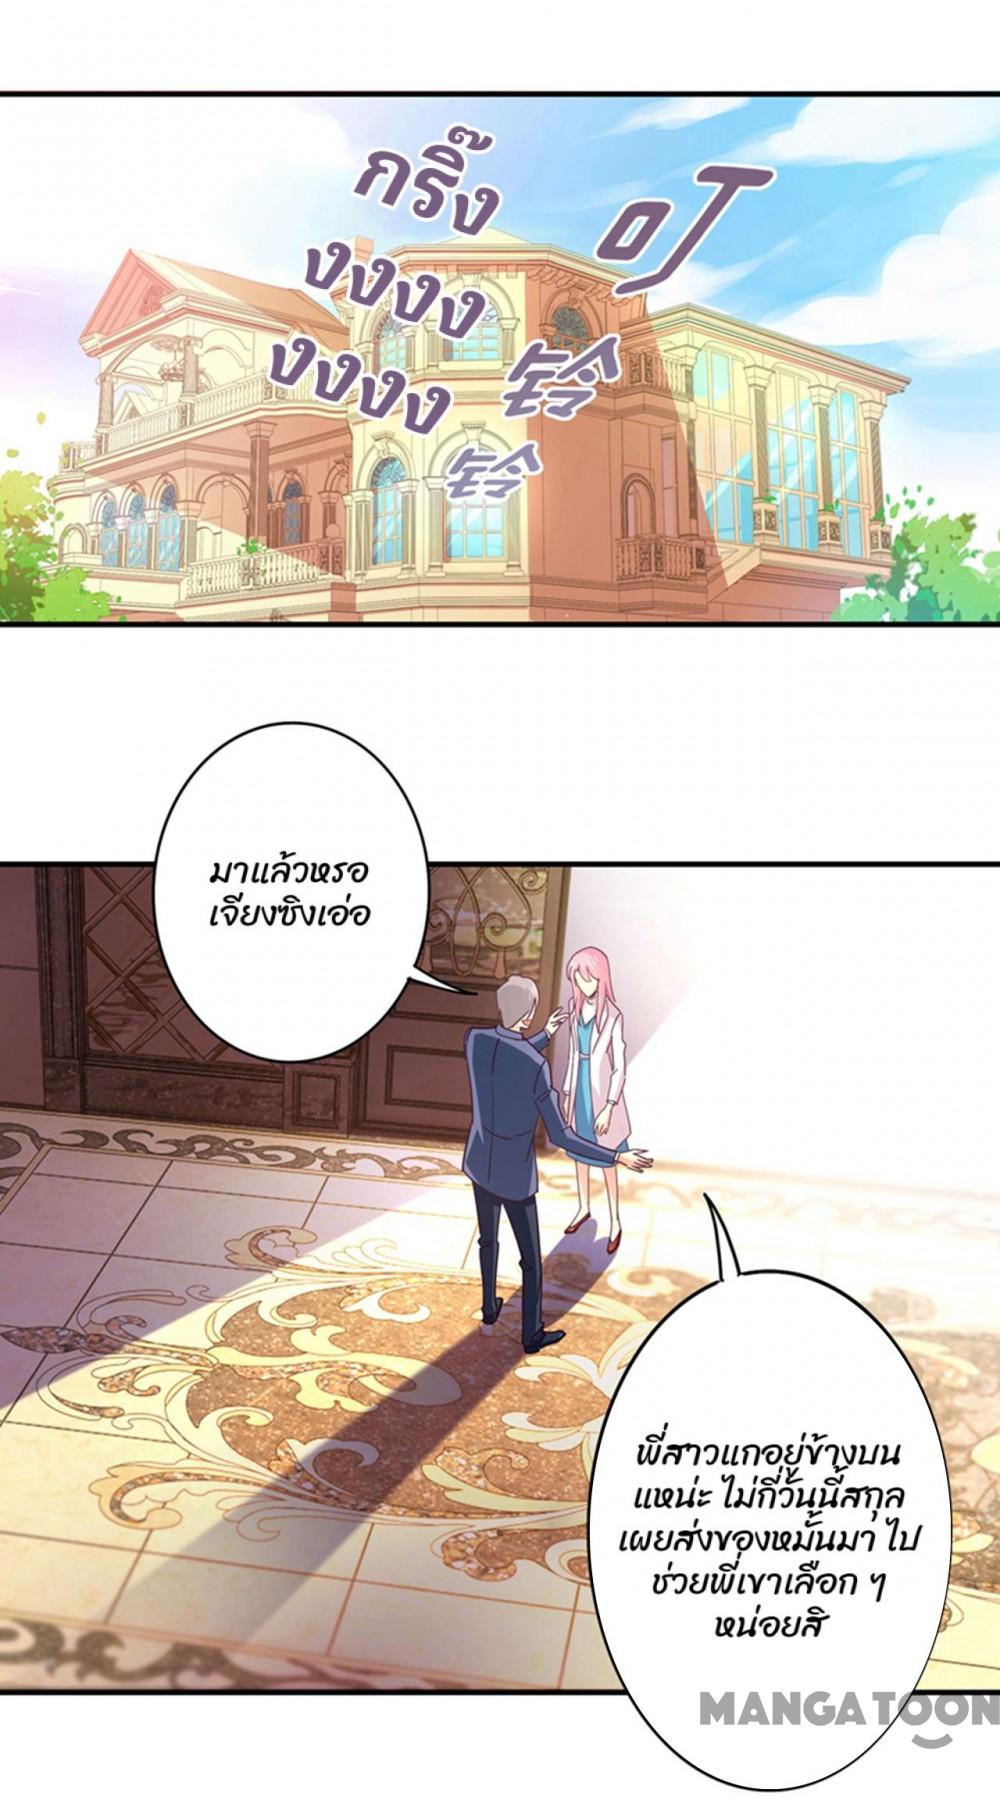 กริ๊ง
งงงง
งงงง
叮
铃
铃
มาแล้วหรอ
เจียงซิงเอ่อ
พี่สาวแกอยู่ข้างบน
แหน่ะ ไม่กี่วันนี้สกุล
เผยส่งของหมั้นมา ไป
ช่วยพี่เขาเลือก ๆ
หน่อยสิ
MANGATOON